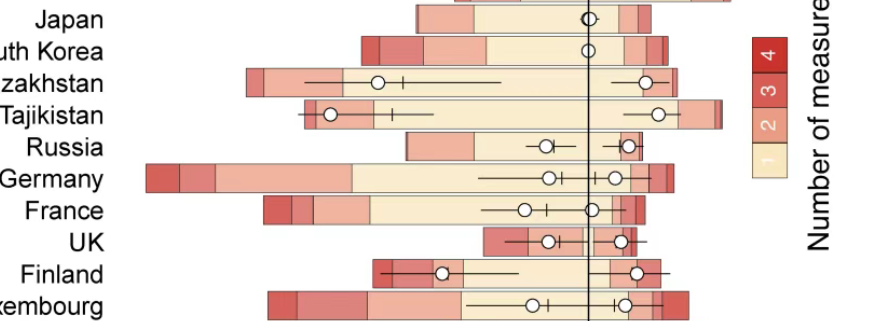 Japan
uth Korea
zakhstan
Tajikistan
Russia
Germany
France
UK
Finland
xembourg
4
3
2
1
Number of measure